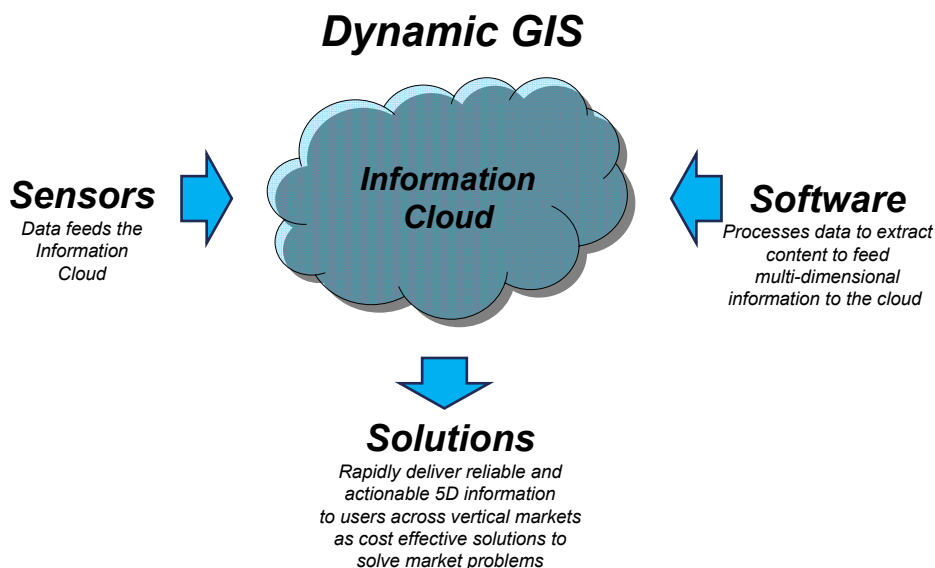 Dynamic GIS
Information
Cloud
Sensors
Data feeds the
Information
Cloud
Software
Processes data to extract
content to feed
multi-dimensional
information to the cloud
Solutions
Rapidly deliver reliable and
actionable 5D information
to users across vertical markets
as cost effective solutions to
solve market problems